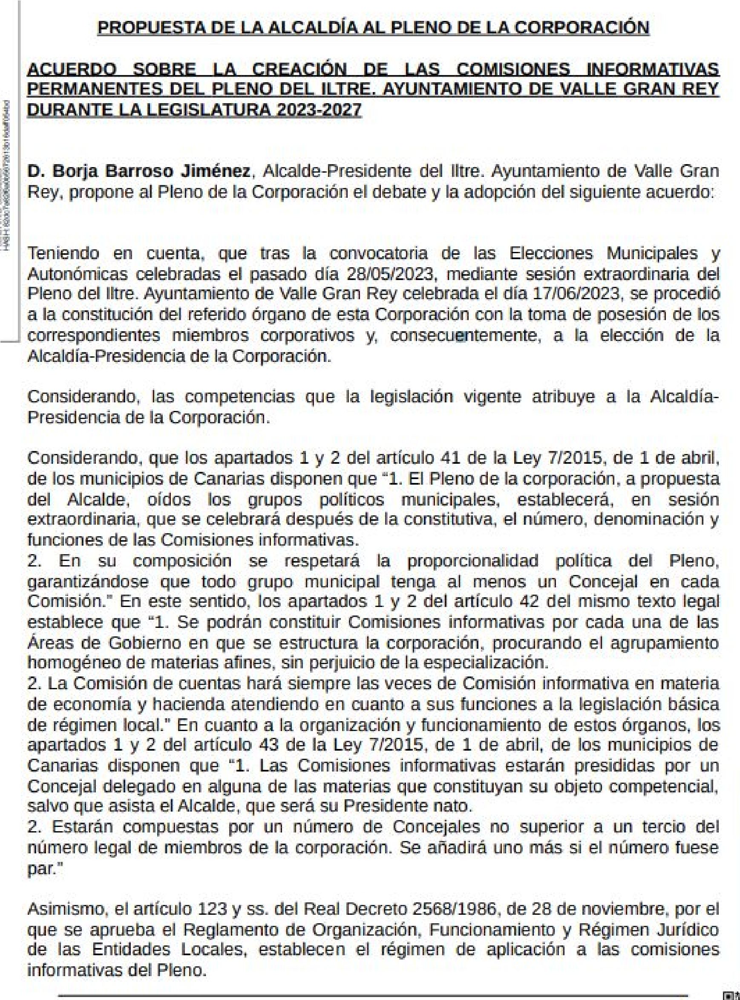 PROPUESTA DE LA ALCALDÍA AL PLENO DE LA CORPORACIÓN
ACUERDO SOBRE LA CREACIÓN DE LAS COMISIONES INFORMATIVAS
PERMANENTES DEL PLENO DEL ILTRE. AYUNTAMIENTO DE VALLE GRAN REY
DURANTE LA LEGISLATURA 2023-2027
D. Borja Barroso Jiménez, Alcalde-Presidente del Iltre. Ayuntamiento de Valle Gran
Rey, propone al Pleno de la Corporación el debate y la adopción del siguiente acuerdo:
Teniendo en cuenta, que tras la convocatoria de las Elecciones Municipales y
Autonómicas celebradas el pasado día 28/05/2023, mediante sesión extraordinaria del
Pleno del Iltre. Ayuntamiento de Valle Gran Rey celebrada el día 17/06/2023, se procedió
a la constitución del referido órgano de esta Corporación con la toma de posesión de los
correspondientes miembros corporativos y, consecuentemente, a la elección de la
Alcaldía-Presidencia de la Corporación.
Considerando, las competencias que la legislación vigente atribuye a la Alcaldía-
Presidencia de la Corporación.
Considerando, que los apartados 1 y 2 del artículo 41 de la Ley 7/2015, de 1 de abril,
de los municipios de Canarias disponen que “1. El Pleno de la corporación, a propuesta
del Alcalde, oídos los grupos políticos municipales, establecerá, en sesión
extraordinaria, que se celebrará después de la constitutiva, el número, denominación y
funciones de las Comisiones informativas.
2. En su composición se respetará la proporcionalidad política del Pleno,
garantizándose que todo grupo municipal tenga al menos un Concejal en cada
Comisión.” En este sentido, los apartados 1 y 2 del artículo 42 del mismo texto legal
establece que “1. Se podrán constituir Comisiones informativas por cada una de las
Áreas de Gobierno en que se estructura la corporación, procurando el agrupamiento
homogéneo de materias afines, sin perjuicio de la especialización.
2. La Comisión de cuentas hará siempre las veces de Comisión informativa en materia
de economía y hacienda atendiendo en cuanto a sus funciones a la legislación básica
de régimen local.” En cuanto a la organización y funcionamiento de estos órganos, los
apartados 1 y 2 del artículo 43 de la Ley 7/2015, de 1 de abril, de los municipios de
Canarias disponen que “1. Las Comisiones informativas estarán presididas por un
Concejal delegado en alguna de las materias que constituyan su objeto competencial,
salvo que asista el Alcalde, que será su Presidente nato.
2. Estarán compuestas por un número de Concejales no superior a un tercio del
número legal de miembros de la corporación. Se añadirá uno más si el número fuese
par.”
Asimismo, el artículo 123 y ss. del Real Decreto 2568/1986, de 28 de noviembre, por el
que se aprueba el Reglamento de Organización, Funcionamiento y Régimen Jurídico
de las Entidades Locales, establecen el régimen de aplicación a las comisiones
informativas del Pleno.
HASH: